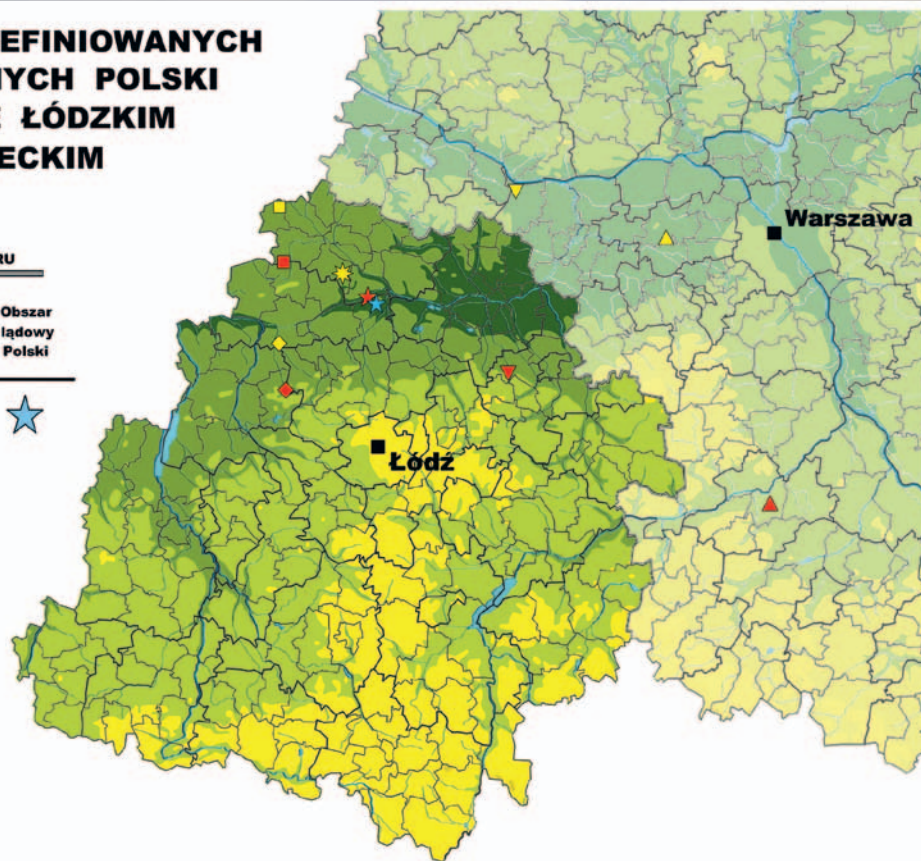 EFINIOWANYCH
NYCH POLSKI
E ŁÓDZKIM
ECKIM
RU
Obszar
lądowy
Polski
Warszawa
Łódź